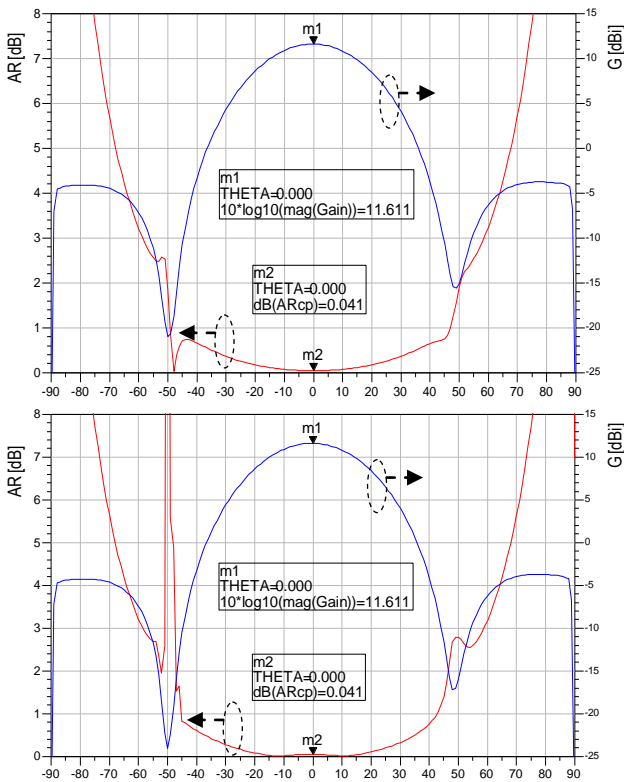 AR [dB]
8
7
6
5
4
3
2
1
0
m1
m1
THETA=0.000
10*log10(mag(Gain))=11.611
m2
THETA=0.000
dB(ARcp)=0.041
m2
15
10
5
0
-5
-10
-15
-20
-25
G [dBi]
-90 -80 -70 -60 -50 -40 -30 -20 -10 0 10 20 30 40 50 60 70 80 90
AR [dB]
8
7
6
5
4
3
2
1
0
m1
m1
THETA=0.000
10*log10(mag(Gain))=11.611
m2
THETA=0.000
dB(ARcp)=0.041
m2
15
10
5
0
-5
-10
-15
-20
-25
G [dBi]
-90 -80 -70 -60 -50 -40 -30 -20 -10 0 10 20 30 40 50 60 70 80 90